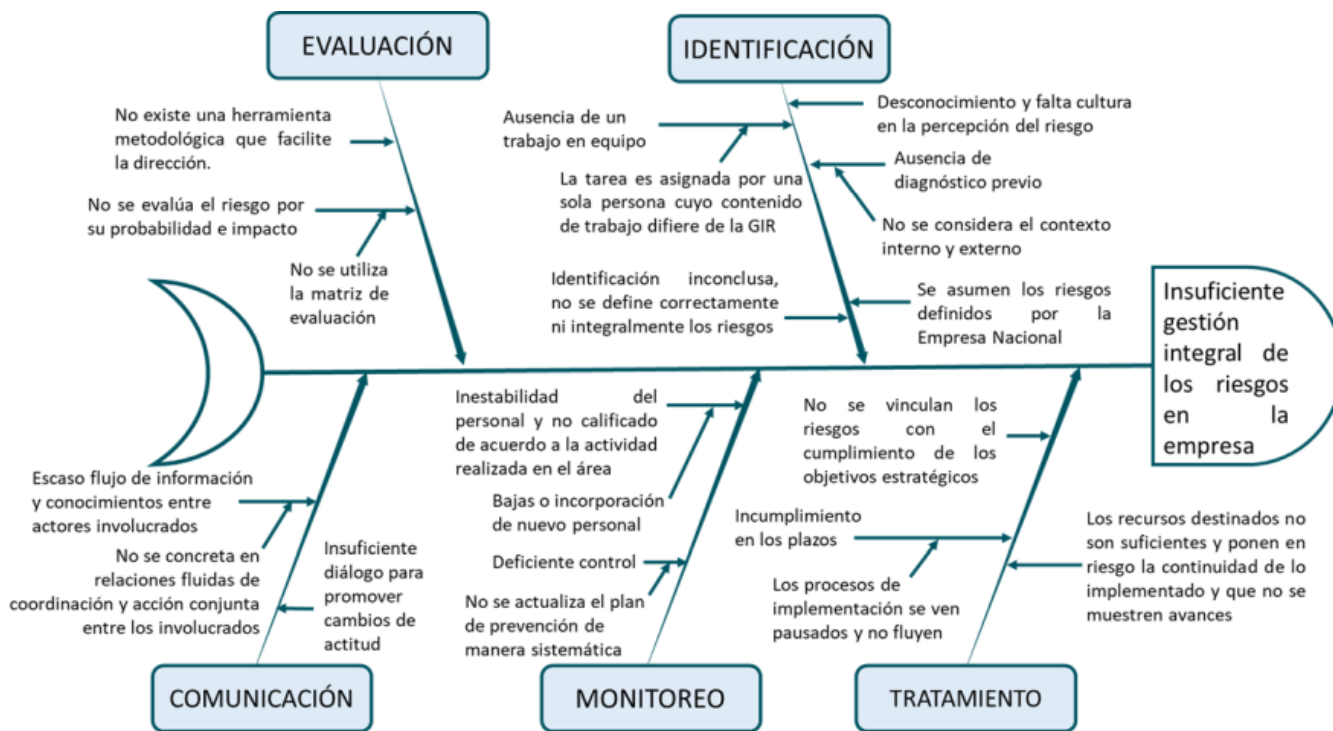 EVALUACIÓN
No existe una herramienta
metodológica que facilite
la dirección.
No se evalúa el riesgo por
su probabilidad e impacto
No se utiliza
la matriz de
evaluación
IDENTIFICACIÓN
Ausencia de un
trabajo en equipo
La tarea es asignada por una
sola persona cuyo contenido
de trabajo difiere de la GIR
Identificación inconclusa,
no se define correctamente
ni integralmente los riesgos
Desconocimiento y falta cultura
en la percepción del riesgo
Ausencia de
diagnóstico previo
No se considera el contexto
interno y externo
Se asumen los riesgos
definidos por la
Empresa Nacional
Insuficiente
gestión
integral de
los riesgos
en la
empresa
Escaso flujo de información
y conocimientos entre
actores involucrados
No se concreta en
relaciones fluidas de
coordinación y acción conjunta
entre los involucrados
Insuficiente
diálogo para
promover
cambios de
actitud
COMUNICACIÓN
Inestabilidad del
personal y no calificado
de acuerdo a la actividad
realizada en el área
Bajas o incorporación
de nuevo personal
Deficiente control
No se actualiza el plan
de prevención de
manera sistemática
MONITOREO
No se vinculan los
riesgos con el
cumplimiento de los
objetivos estratégicos
Incumplimiento
en los plazos
Los procesos de
implementación se ven
pausados y no fluyen
Los recursos destinados no
son suficientes y ponen en
riesgo la continuidad de lo
implementado y que no se
muestren avances
TRATAMIENTO